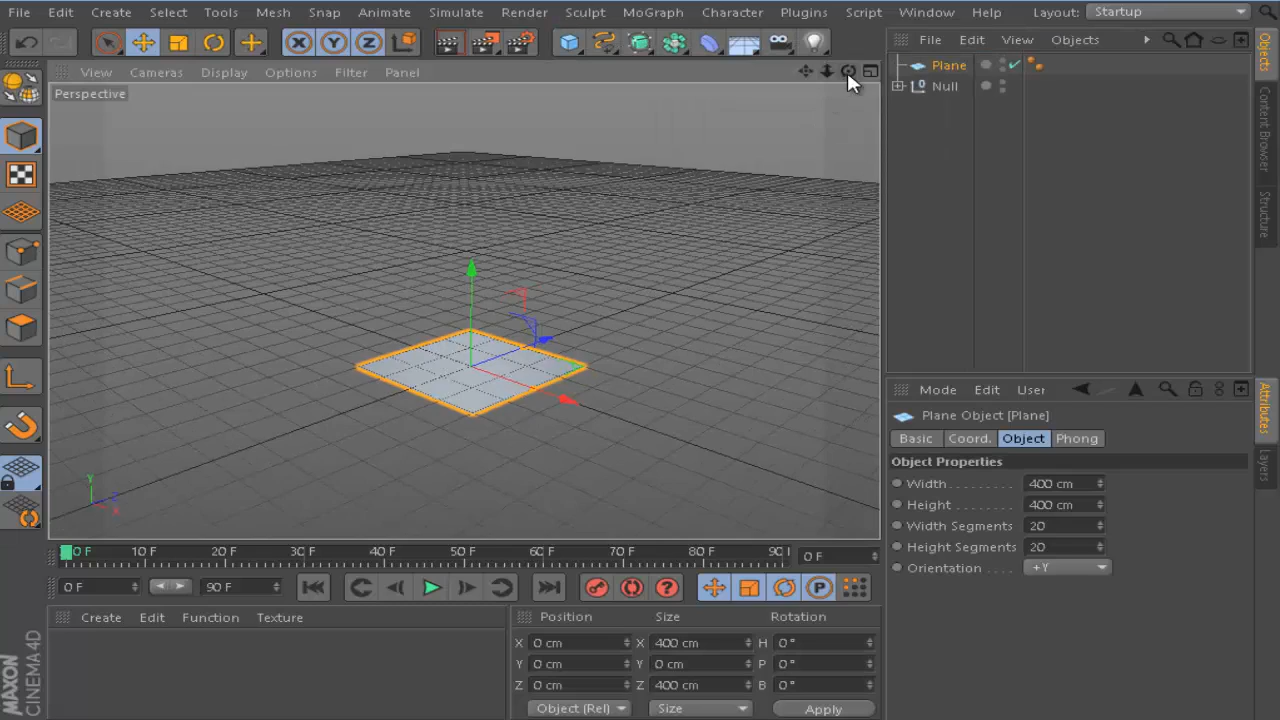 File Edit Create Select Tools Mesh Snap Animate Simulate Render Sculpt MoGraph Character Plugins Script Window Help Layout: Startup
X Y Z
File Edit View Objects
View Cameras Display Options Filter Panel
Perspective
Plane
Null
Objects
Content Browser
Structure
Mode Edit User
Plane Object [Plane]
Basic Coord. Object Phong
Object Properties
Width 400 cm
Height 400 cm
Width Segments 20
Height Segments 20
Orientation +Y
Attributes
Layers
Y
Z
X
0 F 10 F 20 F 30 F 40 F 50 F 60 F 70 F 80 F 90 0 F
0 F 90 F P
Create Edit Function Texture
Position Size Rotation
X 0 cm X 400 cm H 0 °
Y 0 cm Y 0 cm P 0 °
Z 0 cm Z 400 cm B 0 °
Object (Rel) Size Apply
MAXON
CINEMA 4D